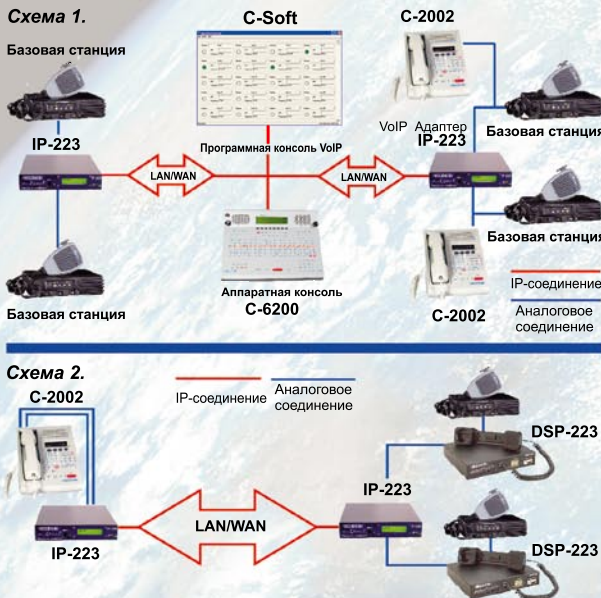 Схема 1.
C-Soft
C-2002
Базовая станция
IP-223
VoIP Адаптер
IP-223
Базовая станция
Программная консоль VoIP
LAN/WAN
LAN/WAN
Базовая станция
Аппаратная консоль
C-6200
Базовая станция
C-2002
IP-соединение
Аналоговое
соединение
Схема 2.
C-2002
IP-соединение
Аналоговое
соединение
DSP-223
IP-223
LAN/WAN
IP-223
DSP-223